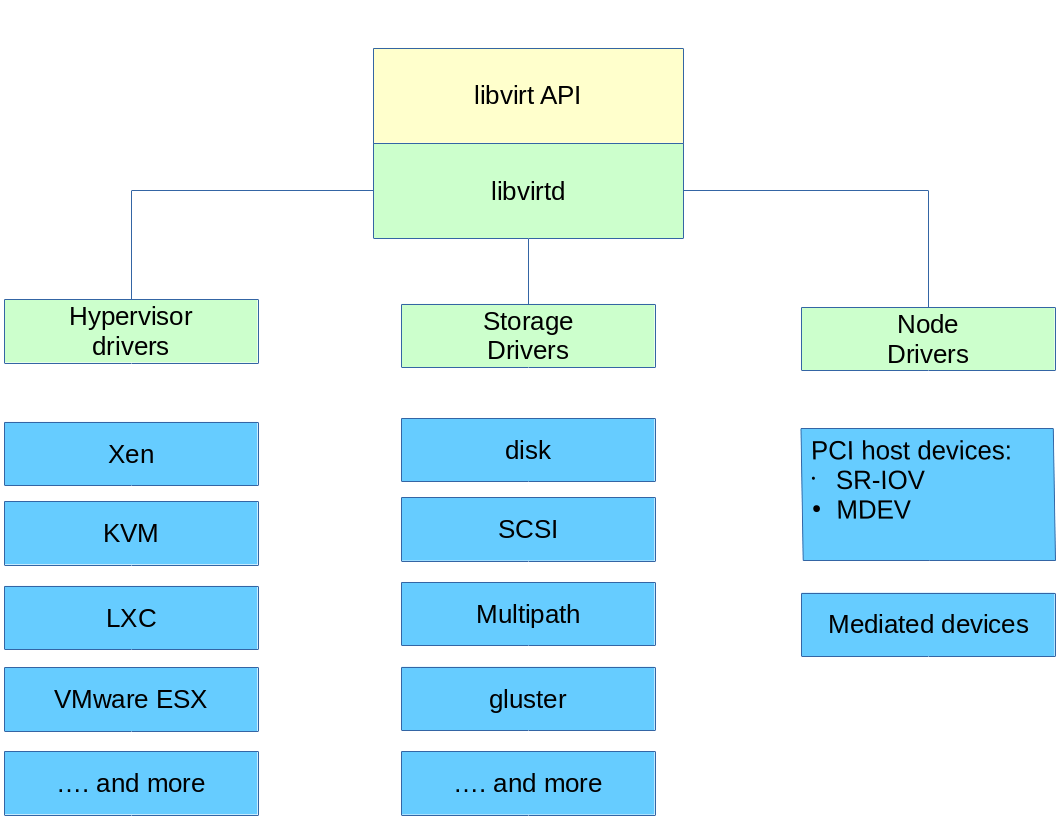 libvirt API
libvirtd
Hypervisor
drivers
Storage
Drivers
Node
Drivers
Xen
KVM
LXC
VMware ESX
.... and more
disk
SCSI
Multipath
gluster
.... and more
PCI host devices:
· SR-IOV
• MDEV
Mediated devices